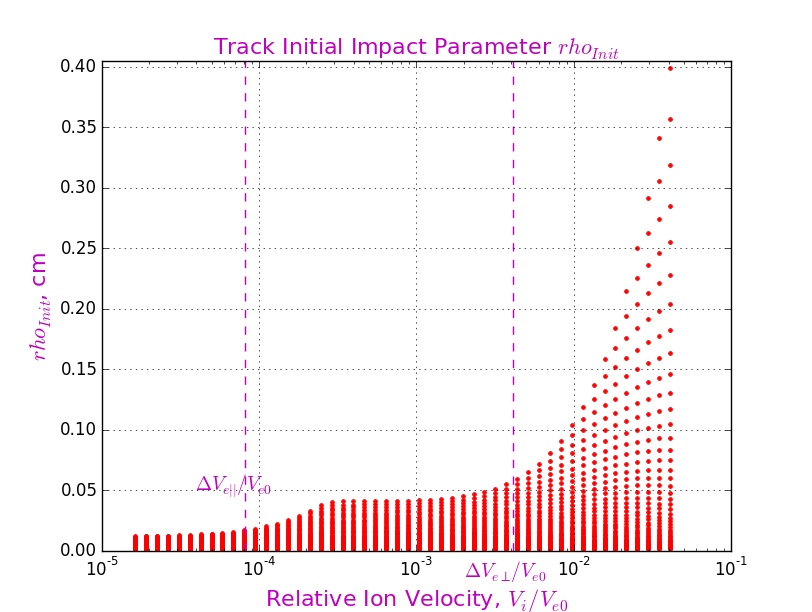 Track Initial Impact Parameter rho_Init
0.40
0.35
0.30
0.25
0.20
0.15
0.10
0.05
0.00
rho_Init, cm
ΔV_e||/V_e0
10^-5
10^-4
10^-3
10^-2
10^-1
ΔV_e⊥/V_e0
Relative Ion Velocity, V_i/V_e0